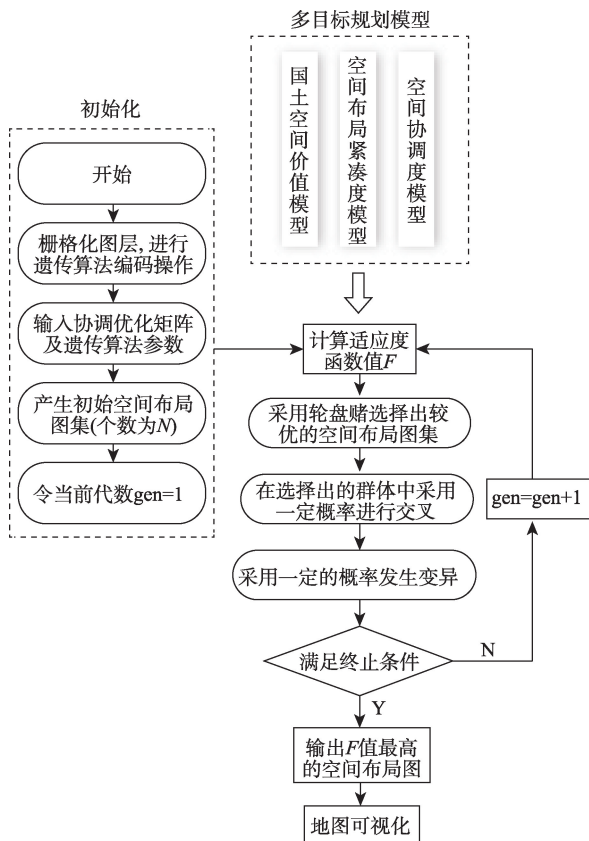 多目标规划模型
国土空间价值模型
空间布局紧凑度模型
空间协调度模型
初始化
开始
栅格化图层, 进行
遗传算法编码操作
输入协调优化矩阵
及遗传算法参数
产生初始空间布局
图集(个数为N)
令当前代数gen=1
计算适应度
函数值F
采用轮盘赌选择出较
优的空间布局图集
在选择出的群体中采用
一定概率进行交叉
采用一定的概率发生变异
满足终止条件
N
gen=gen+1
Y
输出F值最高
的空间布局图
地图可视化